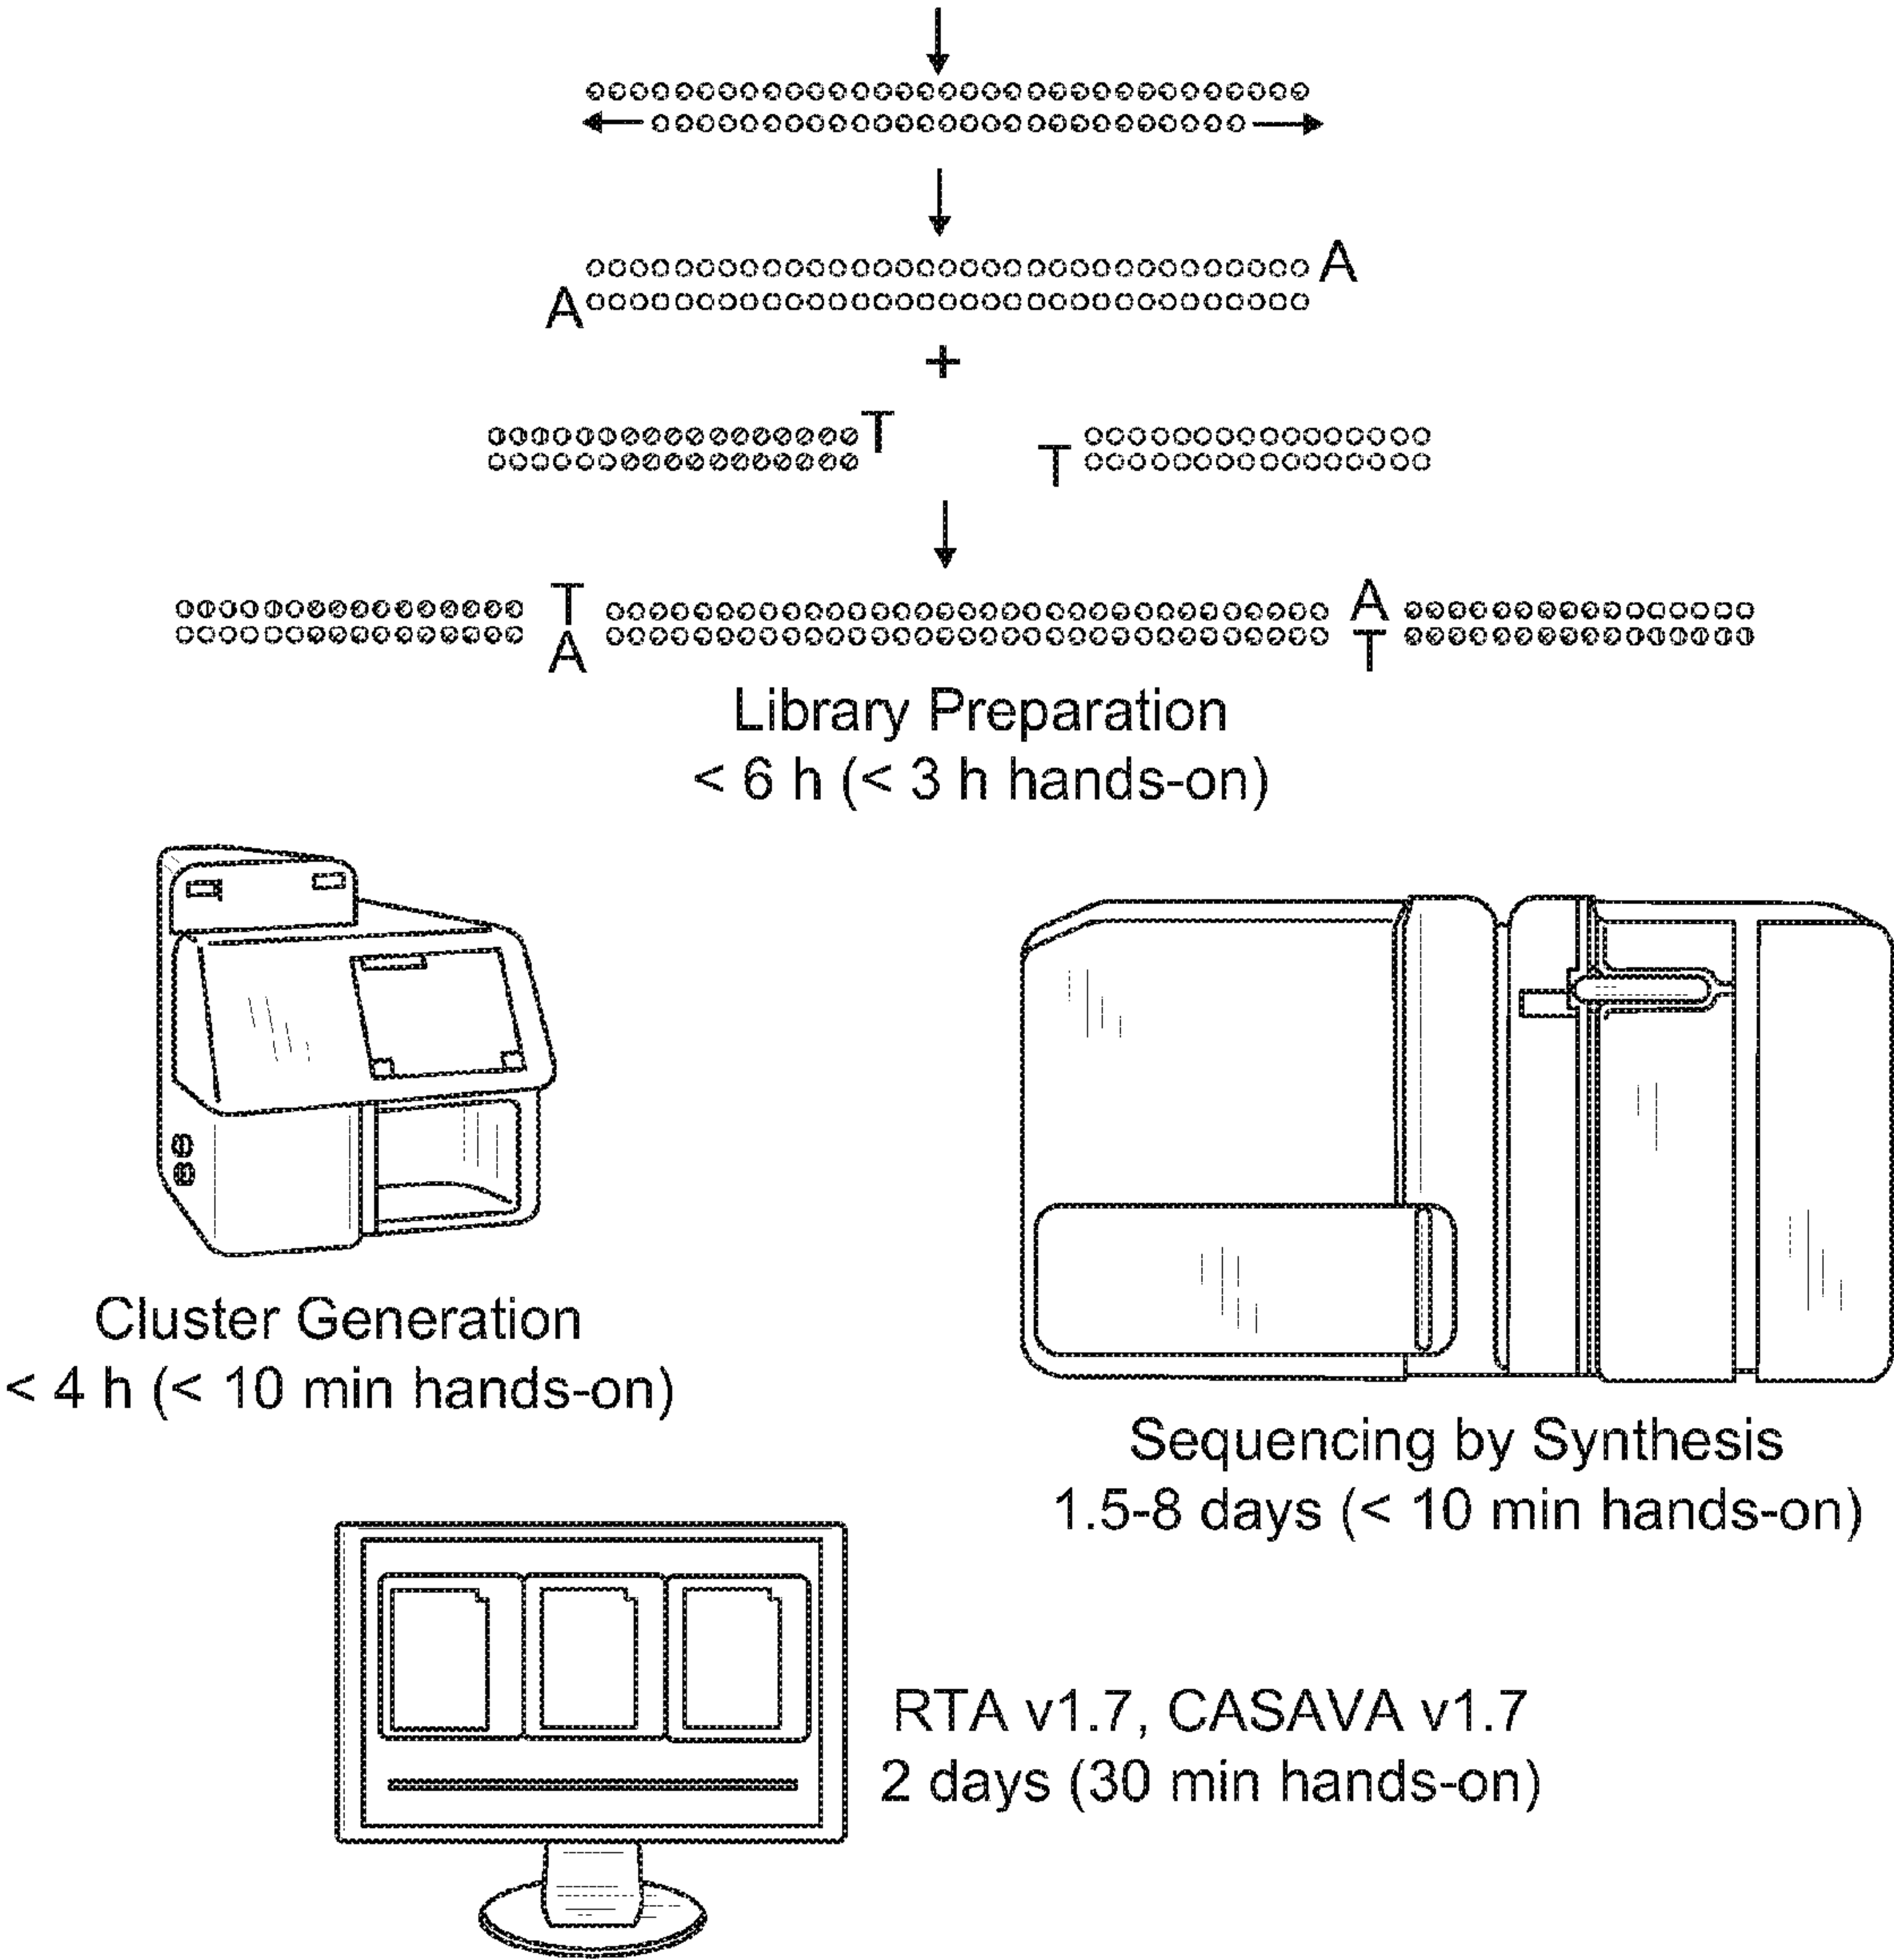 A
A
+
T
T
T
A
A
T
Library Preparation
< 6 h (< 3 h hands-on)
Cluster Generation
< 4 h (< 10 min hands-on)
Sequencing by Synthesis
1.5-8 days (< 10 min hands-on)
RTA v1.7, CASAVA v1.7
2 days (30 min hands-on)